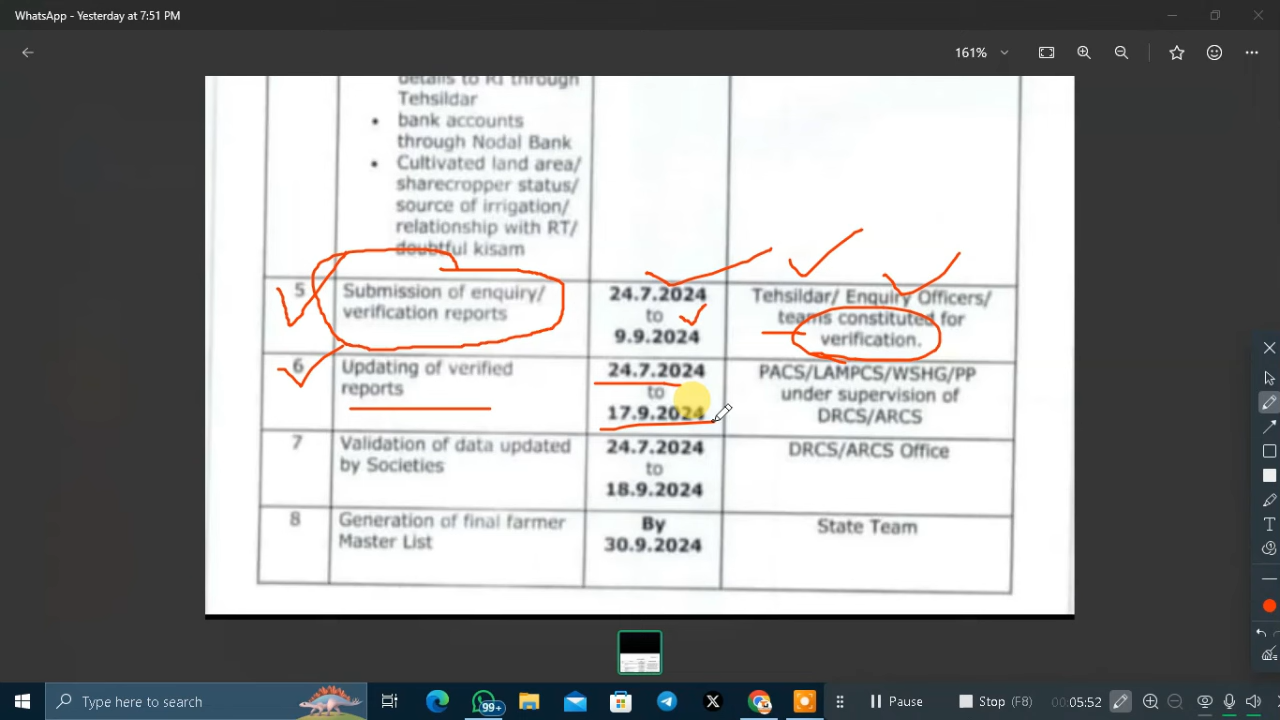 WhatsApp - Yesterday at 7:51 PM
161%
details to RI through
Tehsildar
• bank accounts
through Nodal Bank
• Cultivated land area/
sharecropper status/
source of irrigation/
relationship with RT/
doubtful kisam
5
Submission of enquiry/
verification reports
24.7.2024
to
9.9.2024
Tehsildar/ Enquiry Officers/
teams constituted for
verification.
6
Updating of verified
reports
24.7.2024
to
17.9.2024
PACS/LAMPCS/WSHG/PP
under supervision of
DRCS/ARCS
7
Validation of data updated
by Societies
24.7.2024
to
18.9.2024
DRCS/ARCS Office
8
Generation of final farmer
Master List
By
30.9.2024
State Team
Type here to search
99+
Pause
Stop (F8)
00:05:52